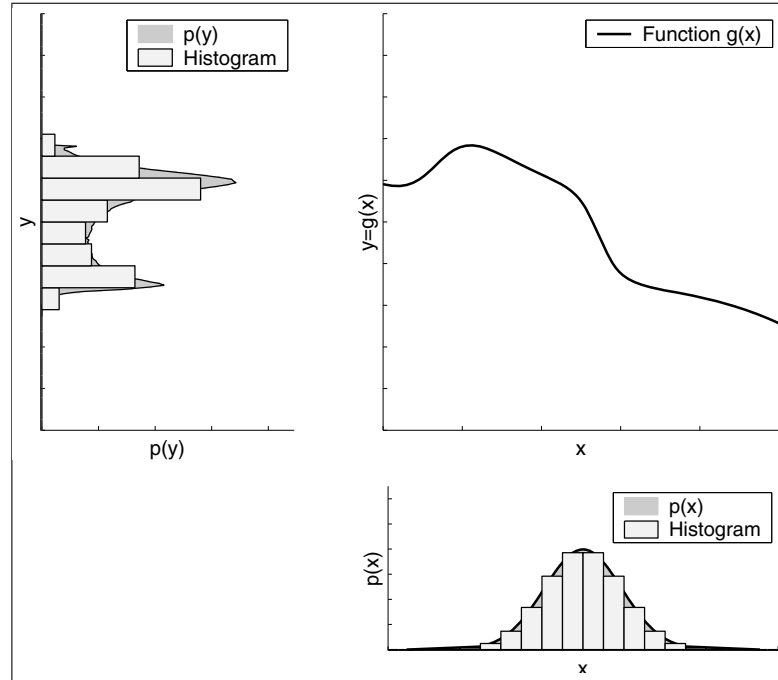 p(y)
Histogram
y
p(y)
Function g(x)
y=g(x)
x
p(x)
Histogram
p(x)
x